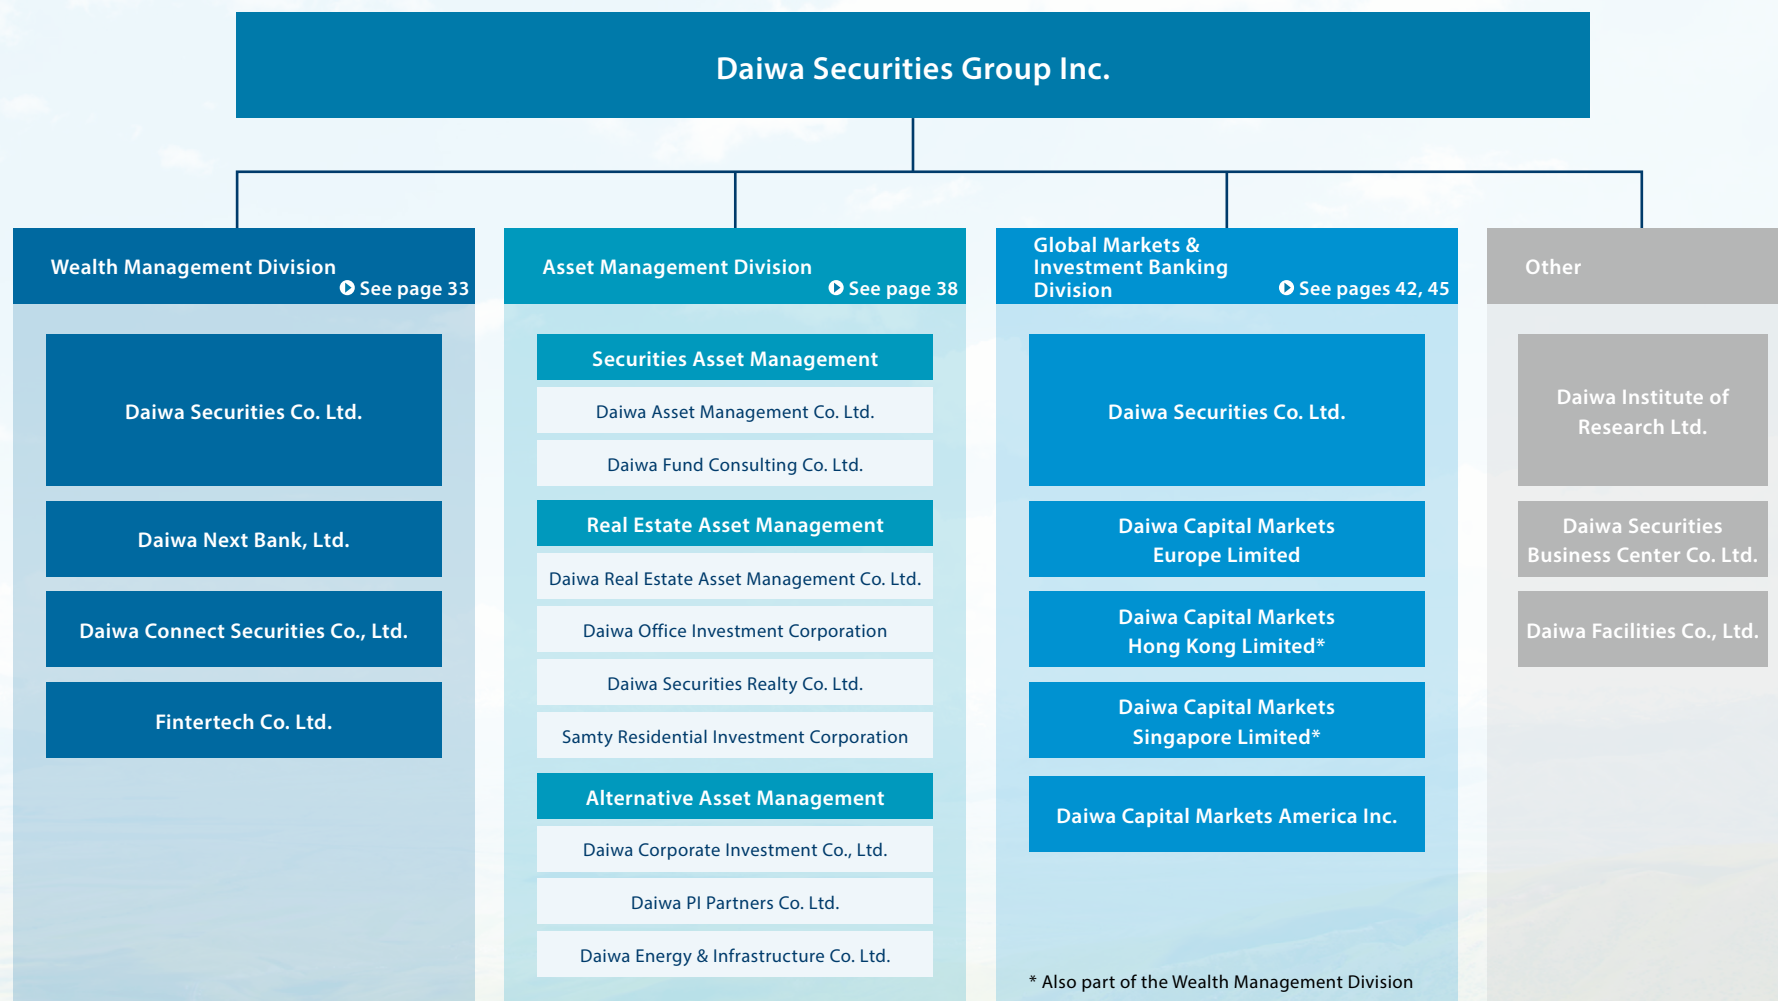 Daiwa Securities Group Inc.
Wealth Management Division
See page 33
Daiwa Securities Co. Ltd.
Daiwa Next Bank, Ltd.
Daiwa Connect Securities Co., Ltd.
Fintertech Co. Ltd.
Asset Management Division
See page 38
Securities Asset Management
Daiwa Asset Management Co. Ltd.
Daiwa Fund Consulting Co. Ltd.
Real Estate Asset Management
Daiwa Real Estate Asset Management Co. Ltd.
Daiwa Office Investment Corporation
Daiwa Securities Realty Co. Ltd.
Samty Residential Investment Corporation
Alternative Asset Management
Daiwa Corporate Investment Co., Ltd.
Daiwa PI Partners Co. Ltd.
Daiwa Energy & Infrastructure Co. Ltd.
Global Markets &
Investment Banking
Division
See pages 42, 45
Daiwa Securities Co. Ltd.
Daiwa Capital Markets
Europe Limited
Daiwa Capital Markets
Hong Kong Limited*
Daiwa Capital Markets
Singapore Limited*
Daiwa Capital Markets America Inc.
* Also part of the Wealth Management Division
Other
Daiwa Institute of
Research Ltd.
Daiwa Securities
Business Center Co. Ltd.
Daiwa Facilities Co., Ltd.